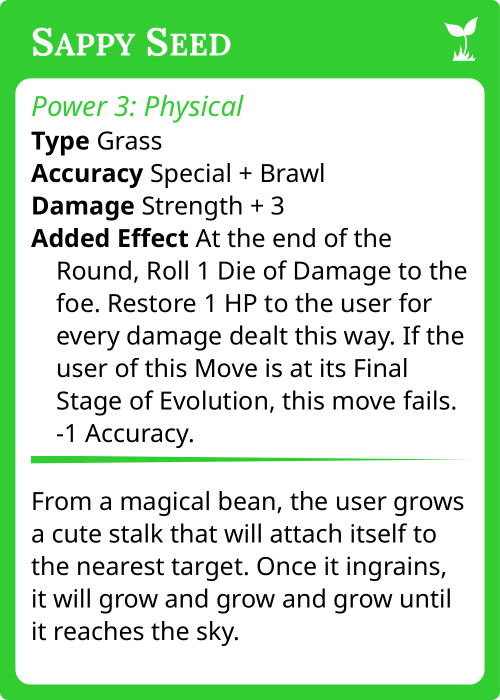 Sappy Seed
Power 3: Physical
Type Grass
Accuracy Special + Brawl
Damage Strength + 3
Added Effect At the end of the
Round, Roll 1 Die of Damage to the
foe. Restore 1 HP to the user for
every damage dealt this way. If the
user of this Move is at its Final
Stage of Evolution, this move fails.
-1 Accuracy.
From a magical bean, the user grows
a cute stalk that will attach itself to
the nearest target. Once it ingrains,
it will grow and grow and grow until
it reaches the sky.